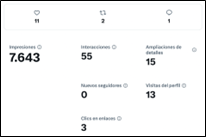 11 2 1
Impresiones Interacciones Ampliaciones de detalles
7.643 55 15
Nuevos seguidores Visitas del perfil
0 13
Clics en enlaces
3